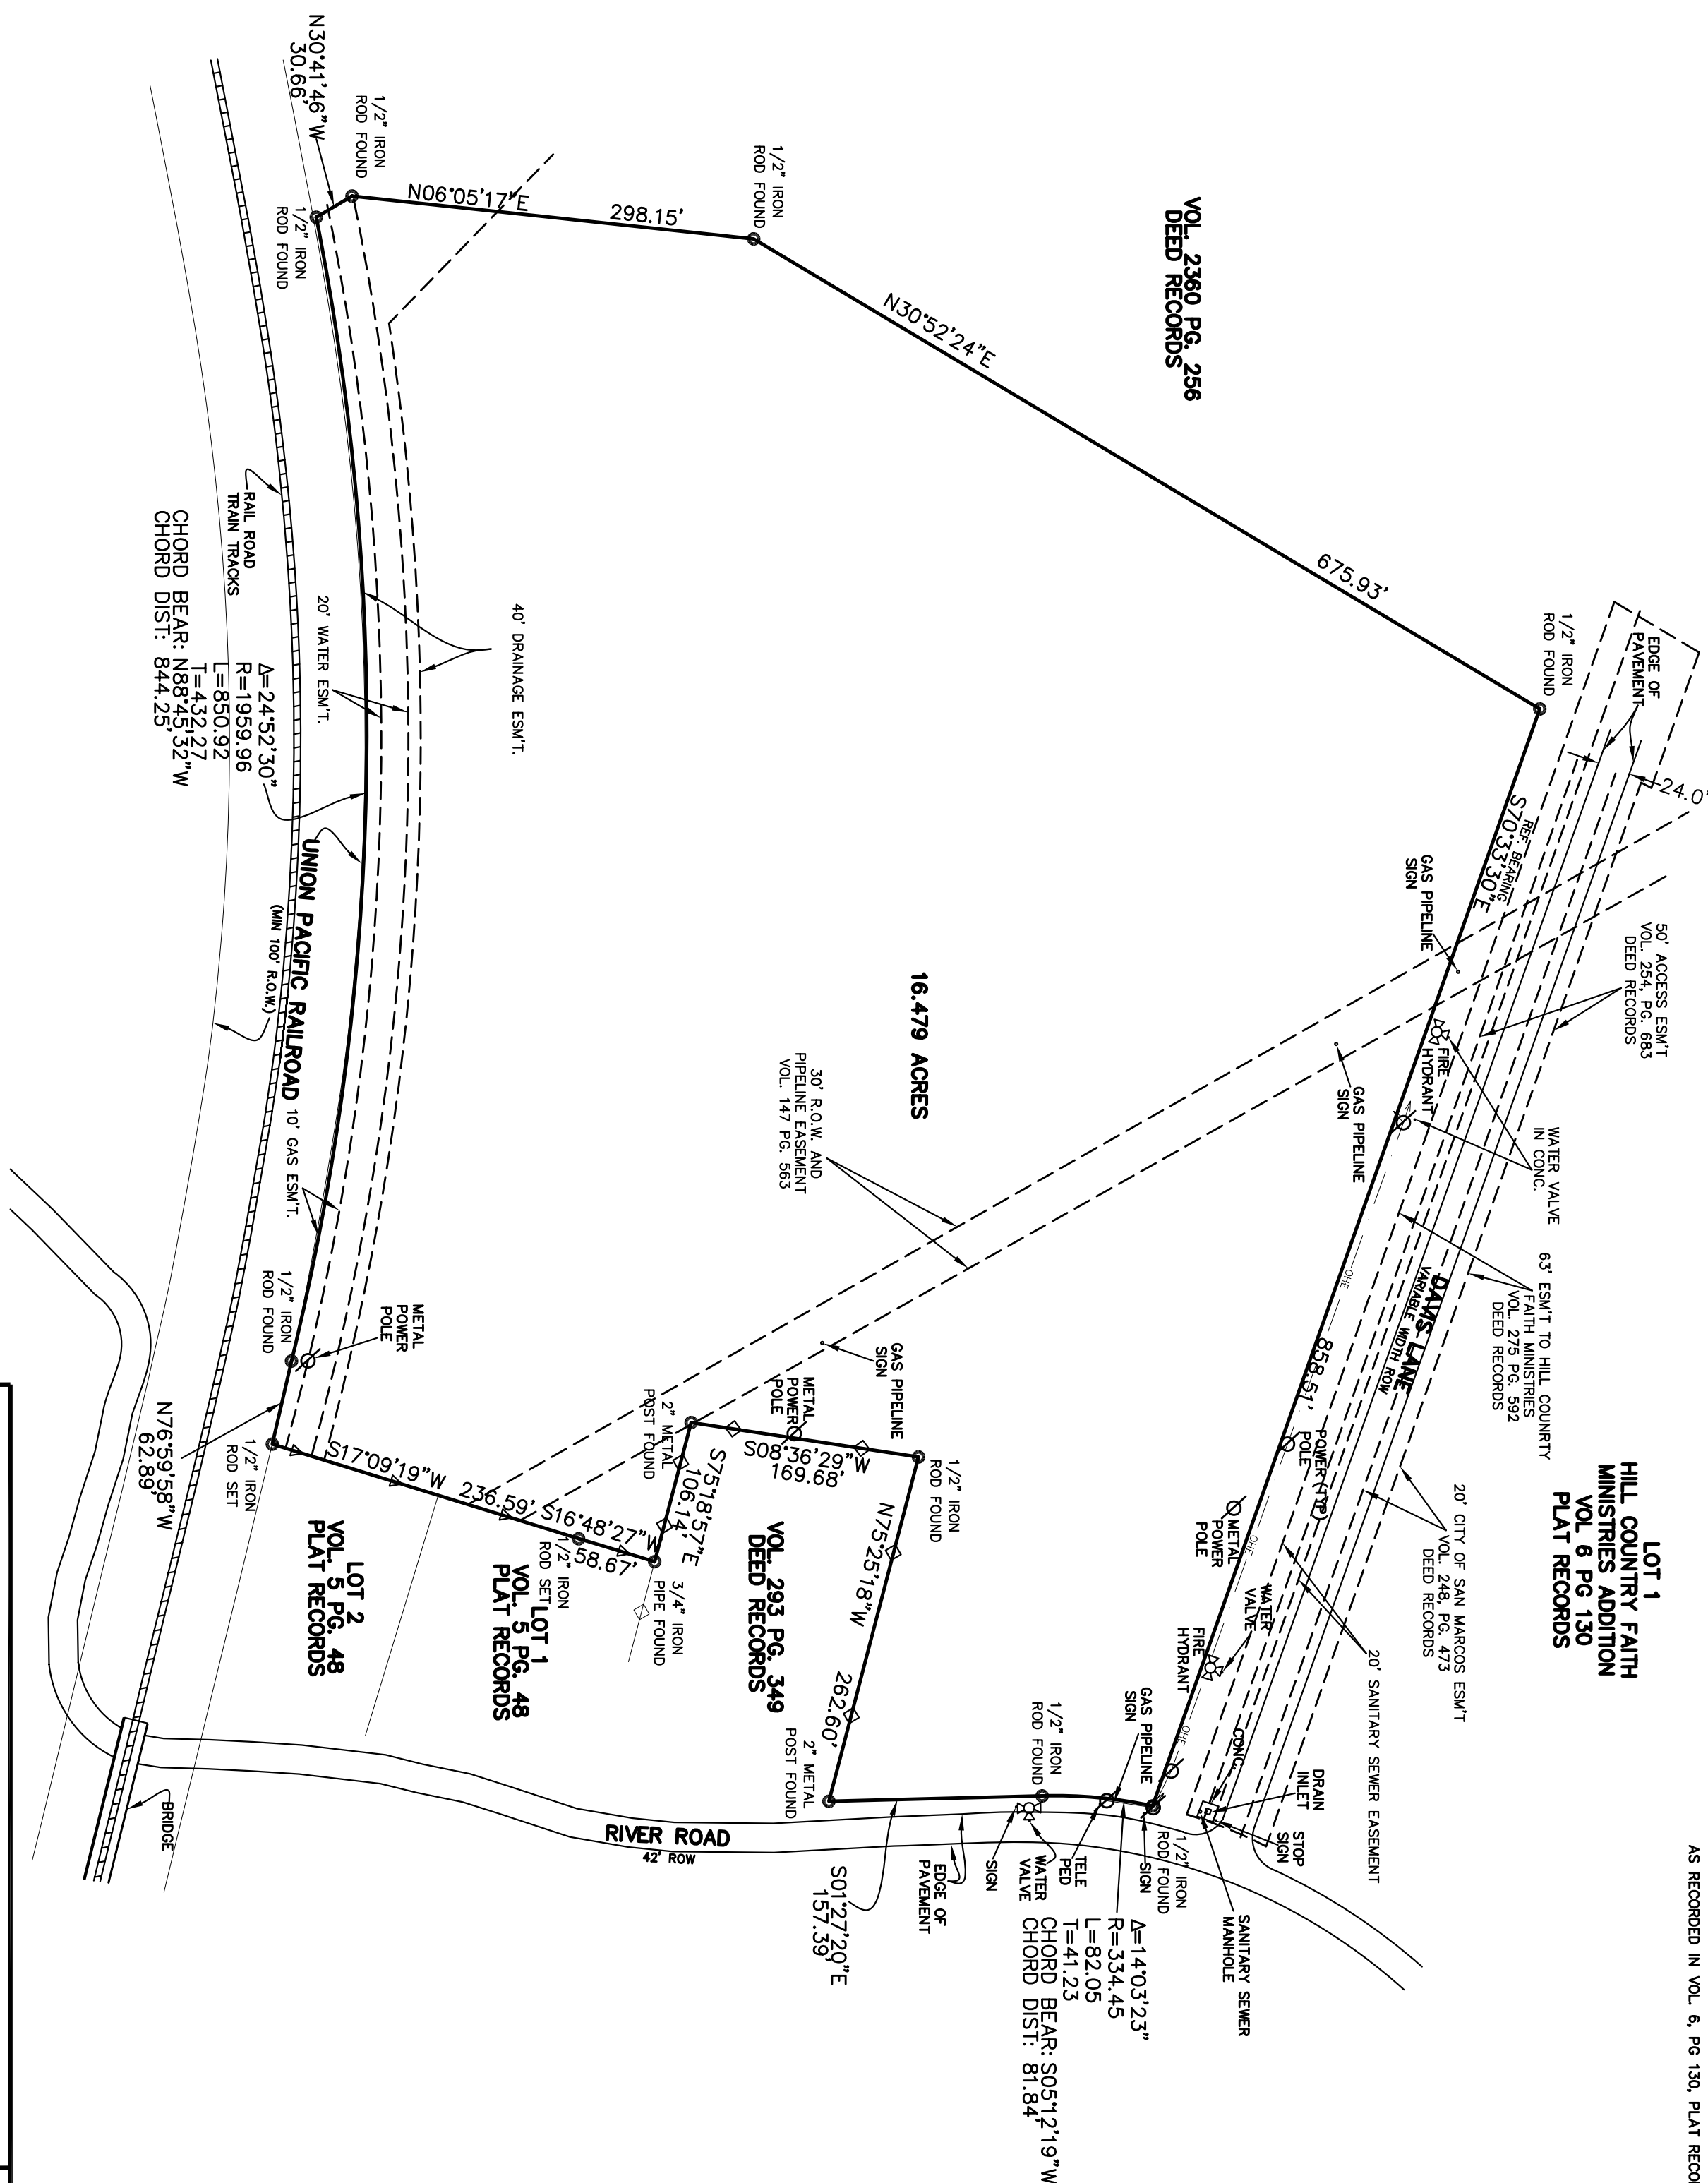 AS RECORDED IN VOL. 6, PG 130, PLAT RECO
LOT 1
HILL COUNTRY FAITH
MINISTRIES ADDITION
VOL 6 PG 130
PLAT RECORDS
24.0'
EDGE OF
PAVEMENT
1/2" IRON
ROD FOUND
50' ACCESS ESM'T
VOL. 254, PG. 683
DEED RECORDS
REF. BEARING
S70°33'30"E
858.51'
GAS PIPELINE
SIGN
FIRE
HYDRANT
WATER VALVE
IN CONC.
GAS PIPELINE
SIGN
63' ESM'T TO HILL COUNRTY
FAITH MINISTRIES
VOL. 275 PG. 592
DEED RECORDS
DAVIS LANE
VARIABLE WIDTH ROW
OHE
POWER (TYP)
POLE
20' CITY OF SAN MARCOS ESM'T
VOL. 248, PG. 473
DEED RECORDS
METAL
POWER
POLE
OHE
WATER
VALVE
FIRE
HYDRANT
20' SANITARY SEWER EASEMENT
OHE
CONC.
DRAIN
INLET
STOP
SIGN
SANITARY SEWER
MANHOLE
GAS PIPELINE
SIGN
1/2" IRON
ROD FOUND
SIGN
1/2" IRON
ROD FOUND
TELE
PED
WATER
VALVE
SIGN
Δ=14°03'23"
R=334.45
L=82.05
T=41.23
CHORD BEAR: S05°12'19"W
CHORD DIST: 81.84'
EDGE OF
PAVEMENT
S01°27'20"E
157.39'
2" METAL
POST FOUND
RIVER ROAD
42' ROW
VOL. 2360 PG. 256
DEED RECORDS
675.93'
N30°52'24"E
1/2" IRON
ROD FOUND
298.15'
N06°05'17"E
1/2" IRON
ROD FOUND
N30°41'46"W
30.66'
1/2" IRON
ROD FOUND
16.479 ACRES
30' R.O.W. AND
PIPELINE EASEMENT
VOL. 147 PG. 563
GAS PIPELINE
SIGN
1/2" IRON
ROD FOUND
N75°25'18"W
262.60'
METAL
POWER
POLE
S08°36'29"W
169.68'
VOL. 293 PG. 349
DEED RECORDS
2" METAL
POST FOUND
S75°18'57"E
106.14'
3/4" IRON
PIPE FOUND
S16°48'27"W
58.67'
1/2" IRON
ROD SET
LOT 1
VOL. 5 PG. 48
PLAT RECORDS
S17°09'19"W
236.59'
LOT 2
VOL. 5 PG. 48
PLAT RECORDS
40' DRAINAGE ESM'T.
20' WATER ESM'T.
METAL
POWER
POLE
10' GAS ESM'T.
1/2" IRON
ROD FOUND
1/2" IRON
ROD SET
N76°59'58"W
62.89'
UNION PACIFIC RAILROAD
(MIN 100' R.O.W.)
RAIL ROAD
TRAIN TRACKS
Δ=24°52'30"
R=1959.96
L=850.92
T=432.27
CHORD BEAR: N88°45'32"W
CHORD DIST: 844.25'
BRIDGE